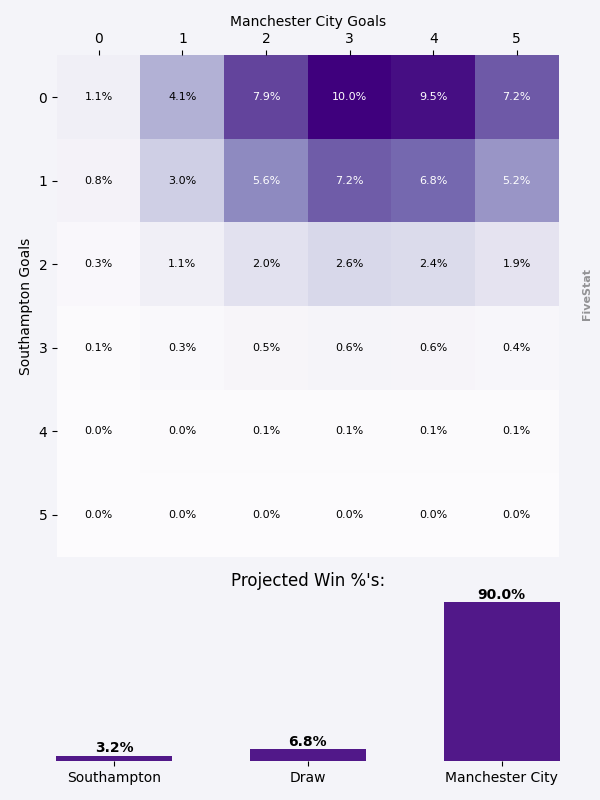 Manchester City Goals
0 1 2 3 4 5
0 1.1% 4.1% 7.9% 10.0% 9.5% 7.2%
1 0.8% 3.0% 5.6% 7.2% 6.8% 5.2%
2 0.3% 1.1% 2.0% 2.6% 2.4% 1.9%
3 0.1% 0.3% 0.5% 0.6% 0.6% 0.4%
4 0.0% 0.0% 0.1% 0.1% 0.1% 0.1%
5 0.0% 0.0% 0.0% 0.0% 0.0% 0.0%
Southampton Goals
FiveStat
Projected Win %'s:
3.2% 6.8% 90.0%
Southampton Draw Manchester City